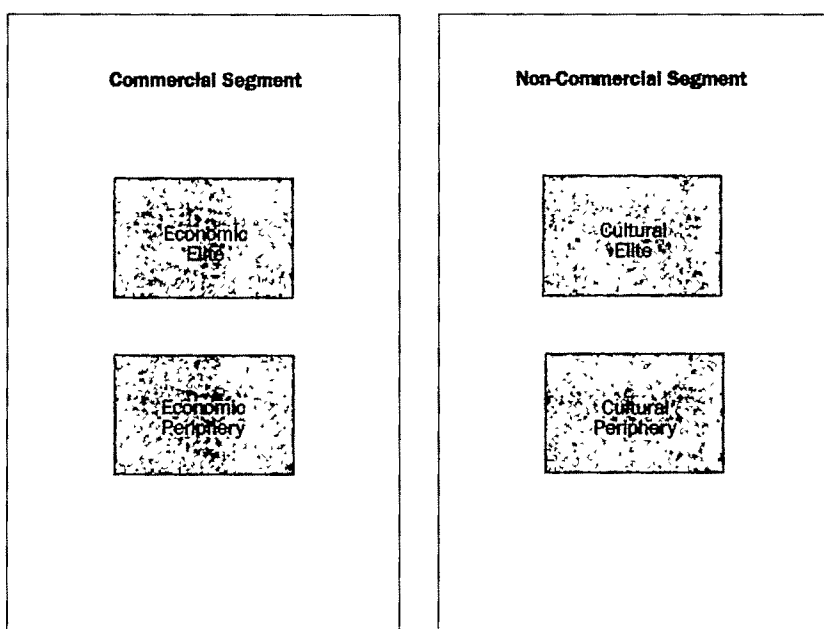 Commercial Segment
Economic
Elite
Economic
Periphery
Non-Commercial Segment
Cultural
Elite
Cultural
Periphery